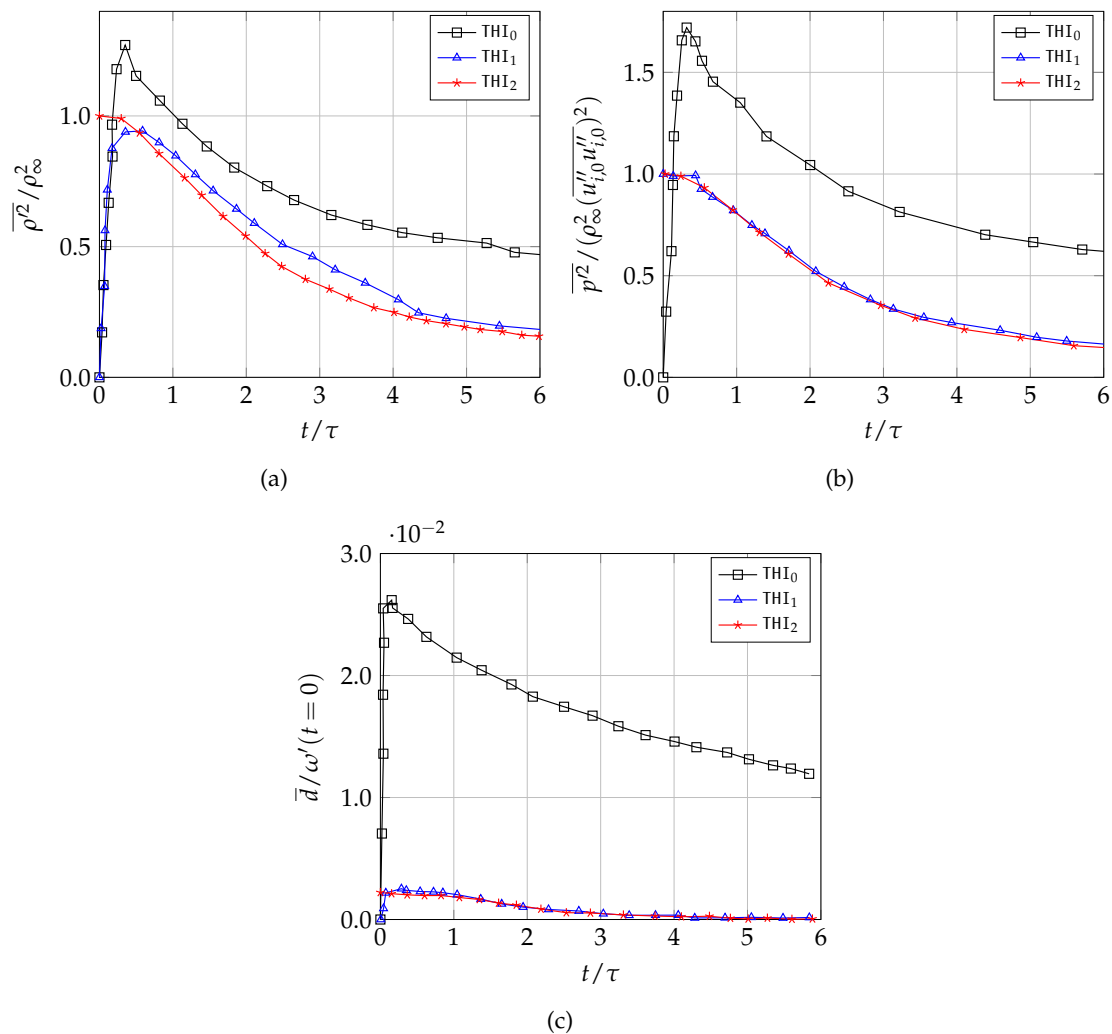 THI₀
THI₁
THI₂
1.0
0.5
0.0
0 1 2 3 4 5 6
t/τ
ρ′²̅/ρ²∞
(a)
THI₀
THI₁
THI₂
1.5
1.0
0.5
0.0
0 1 2 3 4 5 6
t/τ
p′²̅/(ρ²∞(u″ᵢ,₀u″ᵢ,₀)²)
(b)
·10⁻²
THI₀
THI₁
THI₂
3.0
2.0
1.0
0.0
0 1 2 3 4 5 6
t/τ
d̅/ω′(t = 0)
(c)